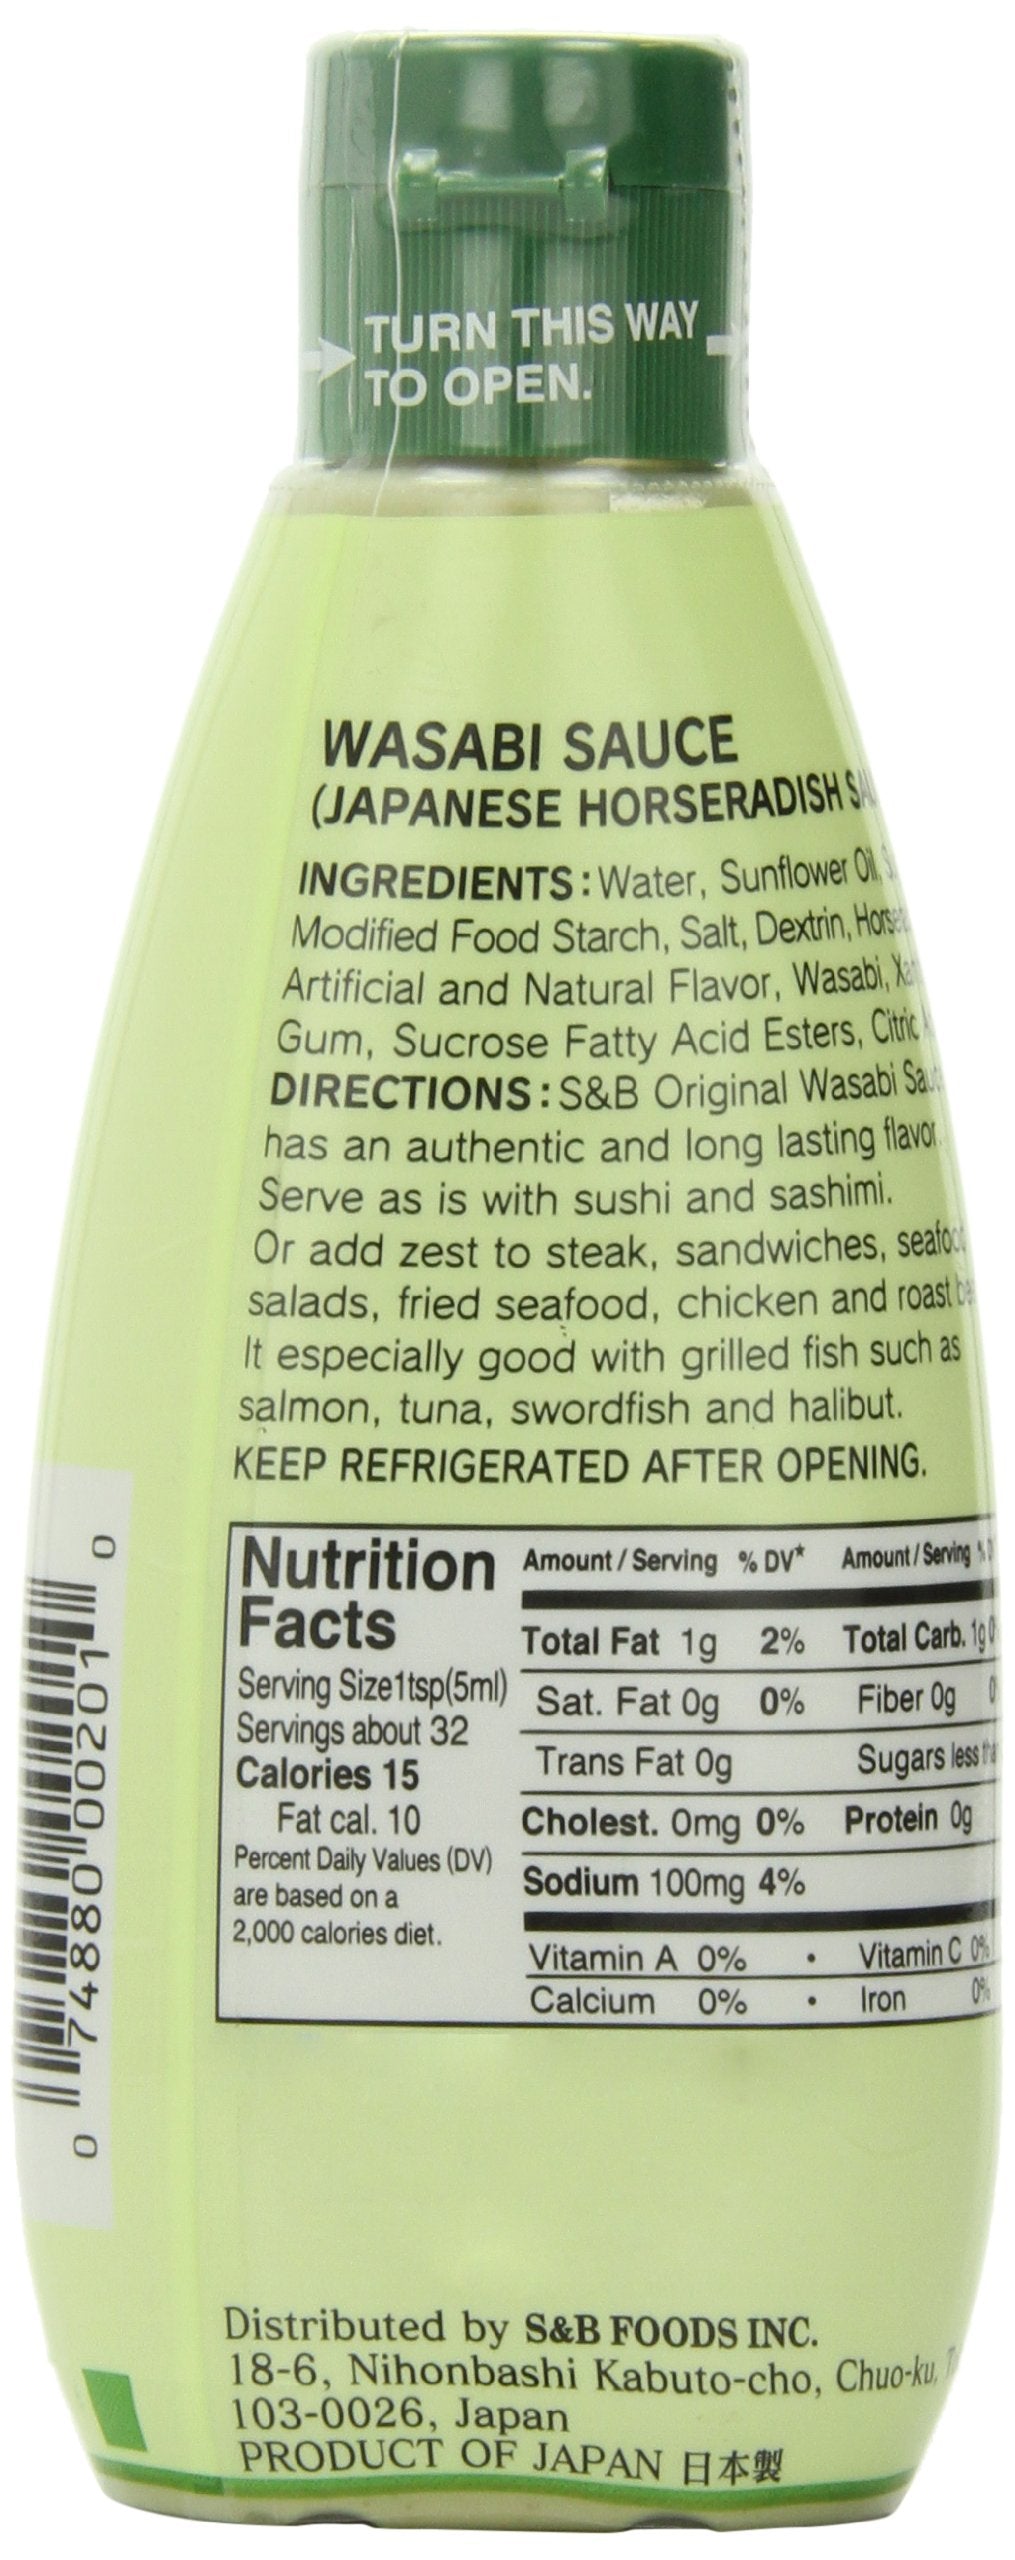 TURN THIS WAY
TO OPEN.
WASABI SAUCE
(JAPANESE HORSERADISH
INGREDIENTS: Water, Sunflower Oil,
Modified Food Starch, Salt, Dextrin,
Artificial and Natural Flavor, Wasabi,
Gum, Sucrose Fatty Acid Esters, Citric
DIRECTIONS: S&B Original Wasabi
has an authentic and long lasting flavor.
Serve as is with sushi and sashimi.
Or add zest to steak, sandwiches, seafood
salads, fried seafood, chicken and roast
It especially good with grilled fish such as
salmon, tuna, swordfish and halibut.
KEEP REFRIGERATED AFTER OPENING.
Nutrition
Facts
Serving Size1tsp(5ml)
Servings about 32
Calories 15
Fat cal. 10
Percent Daily Values (DV)
are based on a
2,000 calories diet.
Amount / Serving % DV* Amount / Serving
Total Fat 1g 2% Total Carb. 1g
Sat. Fat 0g 0% Fiber 0g
Trans Fat 0g Sugars less
Cholest. 0mg 0% Protein 0g
Sodium 100mg 4%
Vitamin A 0% • Vitamin C 0%
Calcium 0% • Iron 0%
0 74880 00201 0
Distributed by S&B FOODS INC.
18-6, Nihonbashi Kabuto-cho, Chuo-ku,
103-0026, Japan
PRODUCT OF JAPAN 日本製